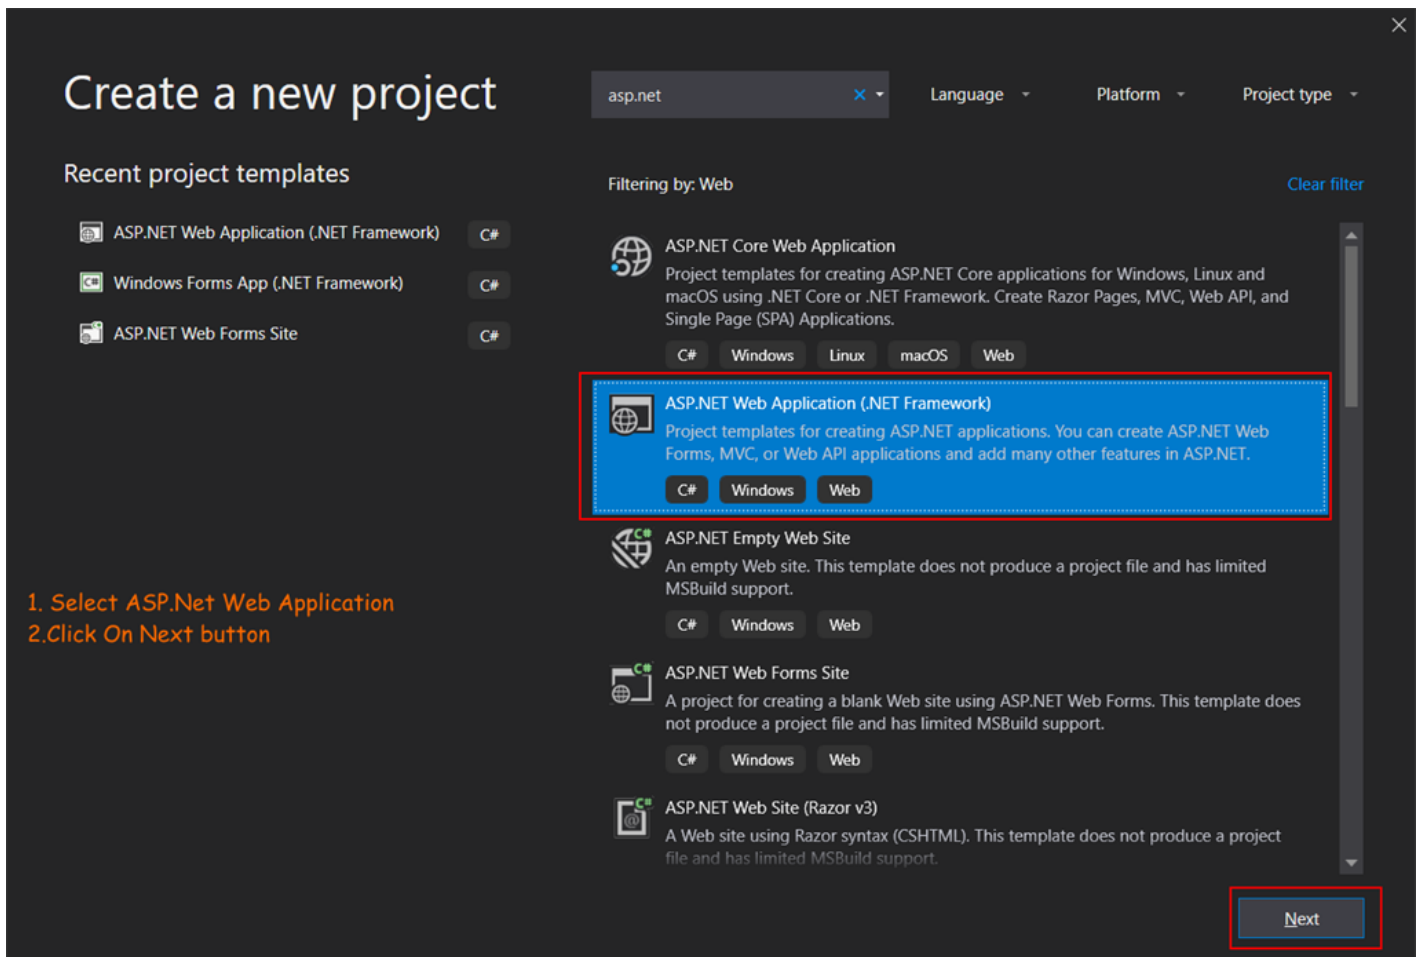 Create a new project
asp.net
Language
Platform
Project type
Recent project templates
ASP.NET Web Application (.NET Framework)
C#
Windows Forms App (.NET Framework)
C#
ASP.NET Web Forms Site
C#
1. Select ASP.Net Web Application
2.Click On Next button
Filtering by: Web
Clear filter
ASP.NET Core Web Application
Project templates for creating ASP.NET Core applications for Windows, Linux and
macOS using .NET Core or .NET Framework. Create Razor Pages, MVC, Web API, and
Single Page (SPA) Applications.
C# Windows Linux macOS Web
ASP.NET Web Application (.NET Framework)
Project templates for creating ASP.NET applications. You can create ASP.NET Web
Forms, MVC, or Web API applications and add many other features in ASP.NET.
C# Windows Web
ASP.NET Empty Web Site
An empty Web site. This template does not produce a project file and has limited
MSBuild support.
C# Windows Web
ASP.NET Web Forms Site
A project for creating a blank Web site using ASP.NET Web Forms. This template does
not produce a project file and has limited MSBuild support.
C# Windows Web
ASP.NET Web Site (Razor v3)
A Web site using Razor syntax (CSHTML). This template does not produce a project
file and has limited MSBuild support.
Next